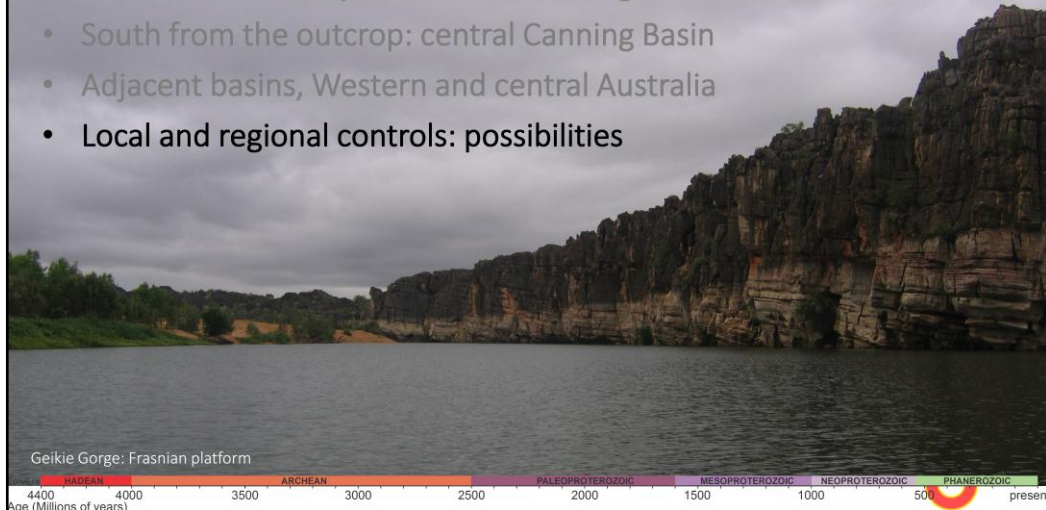 • South from the outcrop: central Canning Basin
• Adjacent basins, Western and central Australia
• Local and regional controls: possibilities
Geikie Gorge: Frasnian platform
HADEAN ARCHEAN PALEOPROTEROZOIC MESOPROTEROZOIC NEOPROTEROZOIC PHANEROZOIC
4400 4000 3500 3000 2500 2000 1500 1000 500 present
Age (Millions of years)